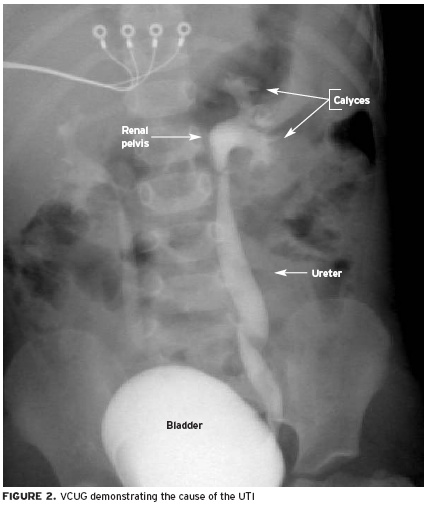 Calyces
Renal
pelvis
Ureter
Bladder
FIGURE 2. VCUG demonstrating the cause of the UTI